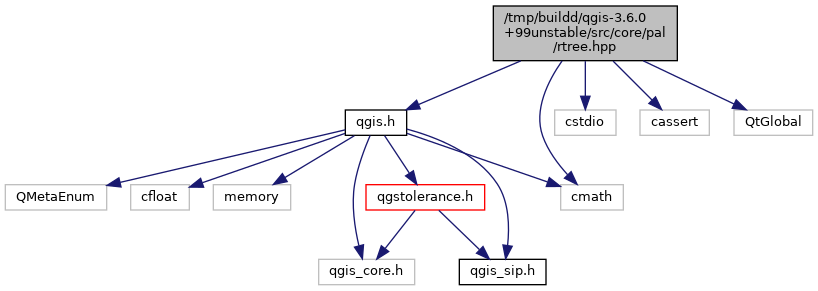 /tmp/buildd/qgis-3.6.0
+99unstable/src/core/pal
/rtree.hpp
qgis.h
cstdio
cassert
QtGlobal
QMetaEnum
cfloat
memory
qgstolerance.h
cmath
qgis_core.h
qgis_sip.h